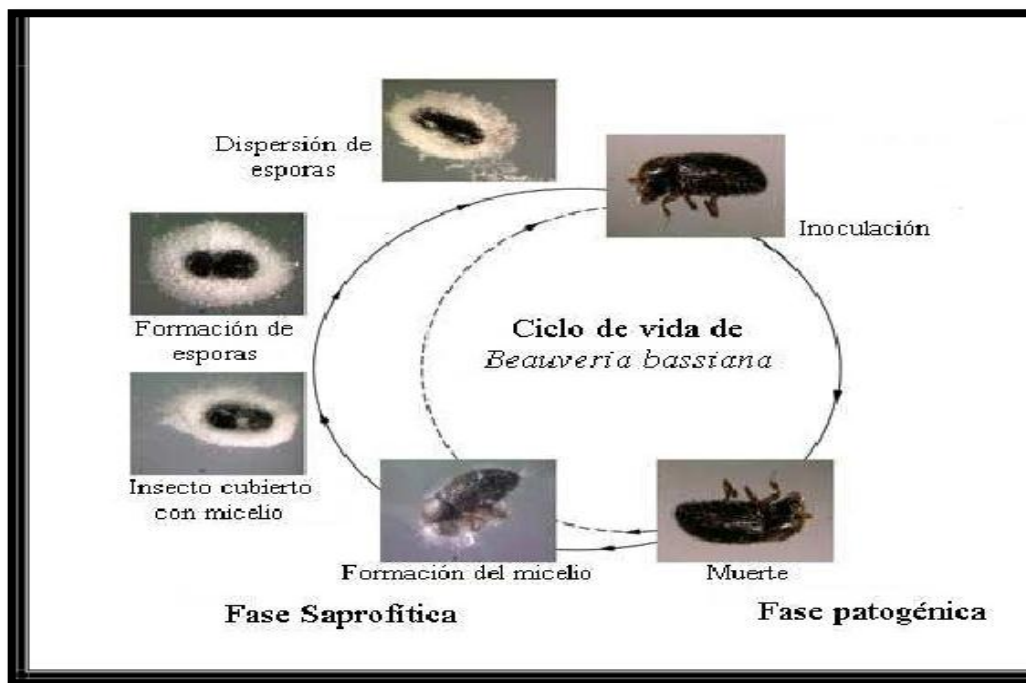 Dispersión de
esporas
Inoculación
Formación de
esporas
Ciclo de vida de
Beauveria bassiana
Insecto cubierto
con micelio
Formación del micelio
Muerte
Fase Saprofítica
Fase patogénica